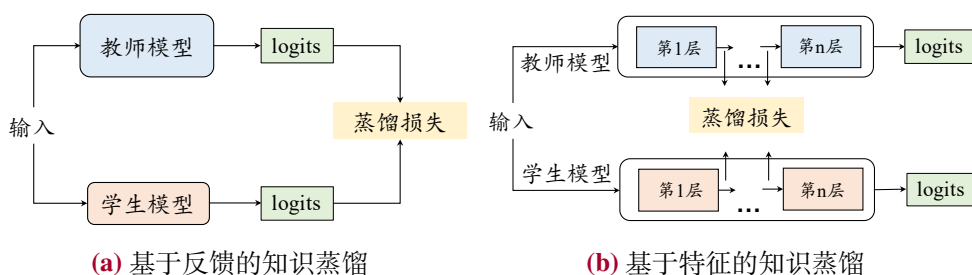 教师模型
logits
输入
蒸馏损失
学生模型
logits
(a) 基于反馈的知识蒸馏
教师模型
第1层
...
第n层
logits
输入
蒸馏损失
学生模型
第1层
...
第n层
logits
(b) 基于特征的知识蒸馏